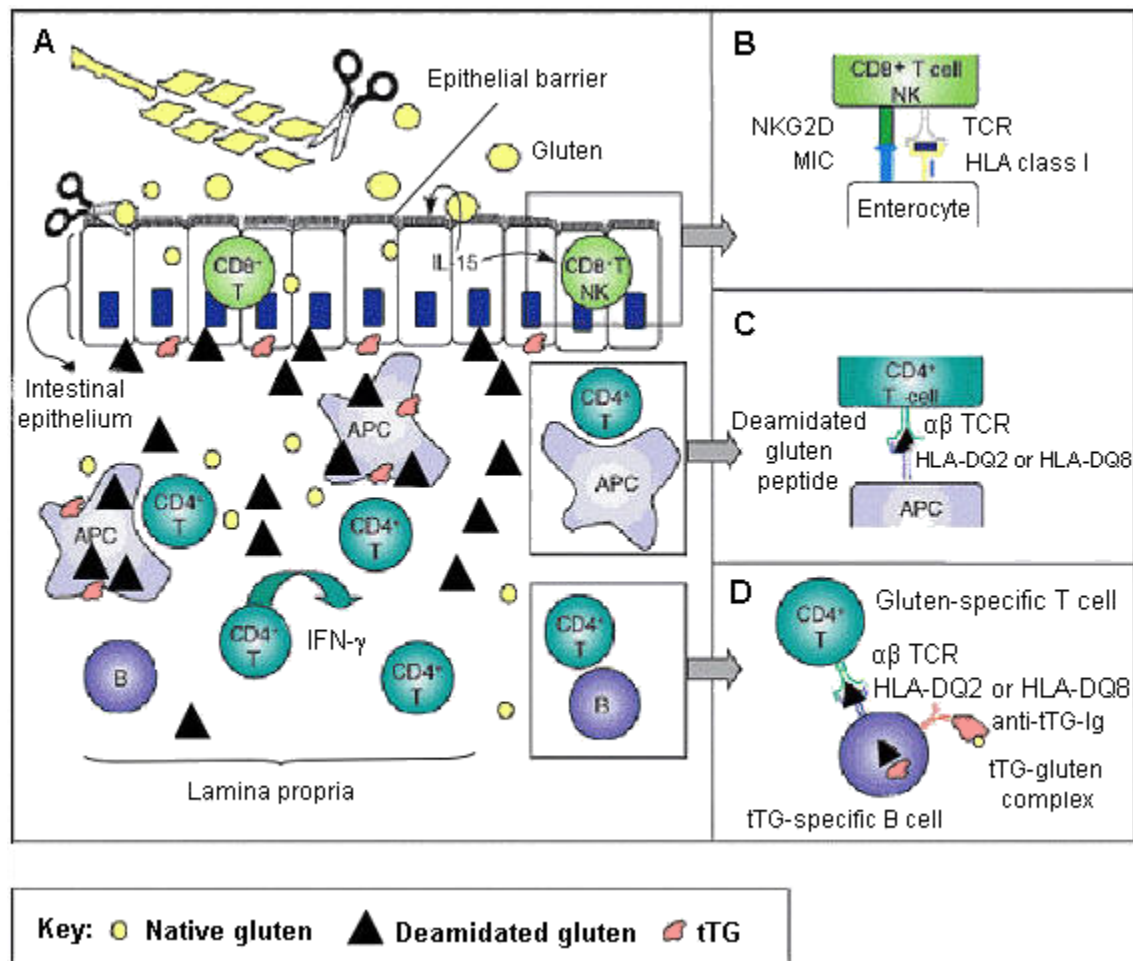 A
Epithelial barrier
Gluten
CD8⁺
T
IL-15
CD8⁺T
NK
Intestinal
epithelium
APC
CD4⁺
T
APC
CD4⁺
T
APC
CD4⁺
T
CD4⁺
T
IFN-γ
CD4⁺
T
B
CD4⁺
T
B
Lamina propria
B
CD8+ T cell
NK
NKG2D
TCR
MIC
HLA class I
Enterocyte
C
CD4⁺
T -cell
Deamidated
gluten
peptide
αβ TCR
HLA-DQ2 or HLA-DQ8
APC
D
CD4⁺
T
Gluten-specific T cell
αβ TCR
HLA-DQ2 or HLA-DQ8
anti-tTG-Ig
tTG-gluten
complex
tTG-specific B cell
Key: Native gluten Deamidated gluten tTG